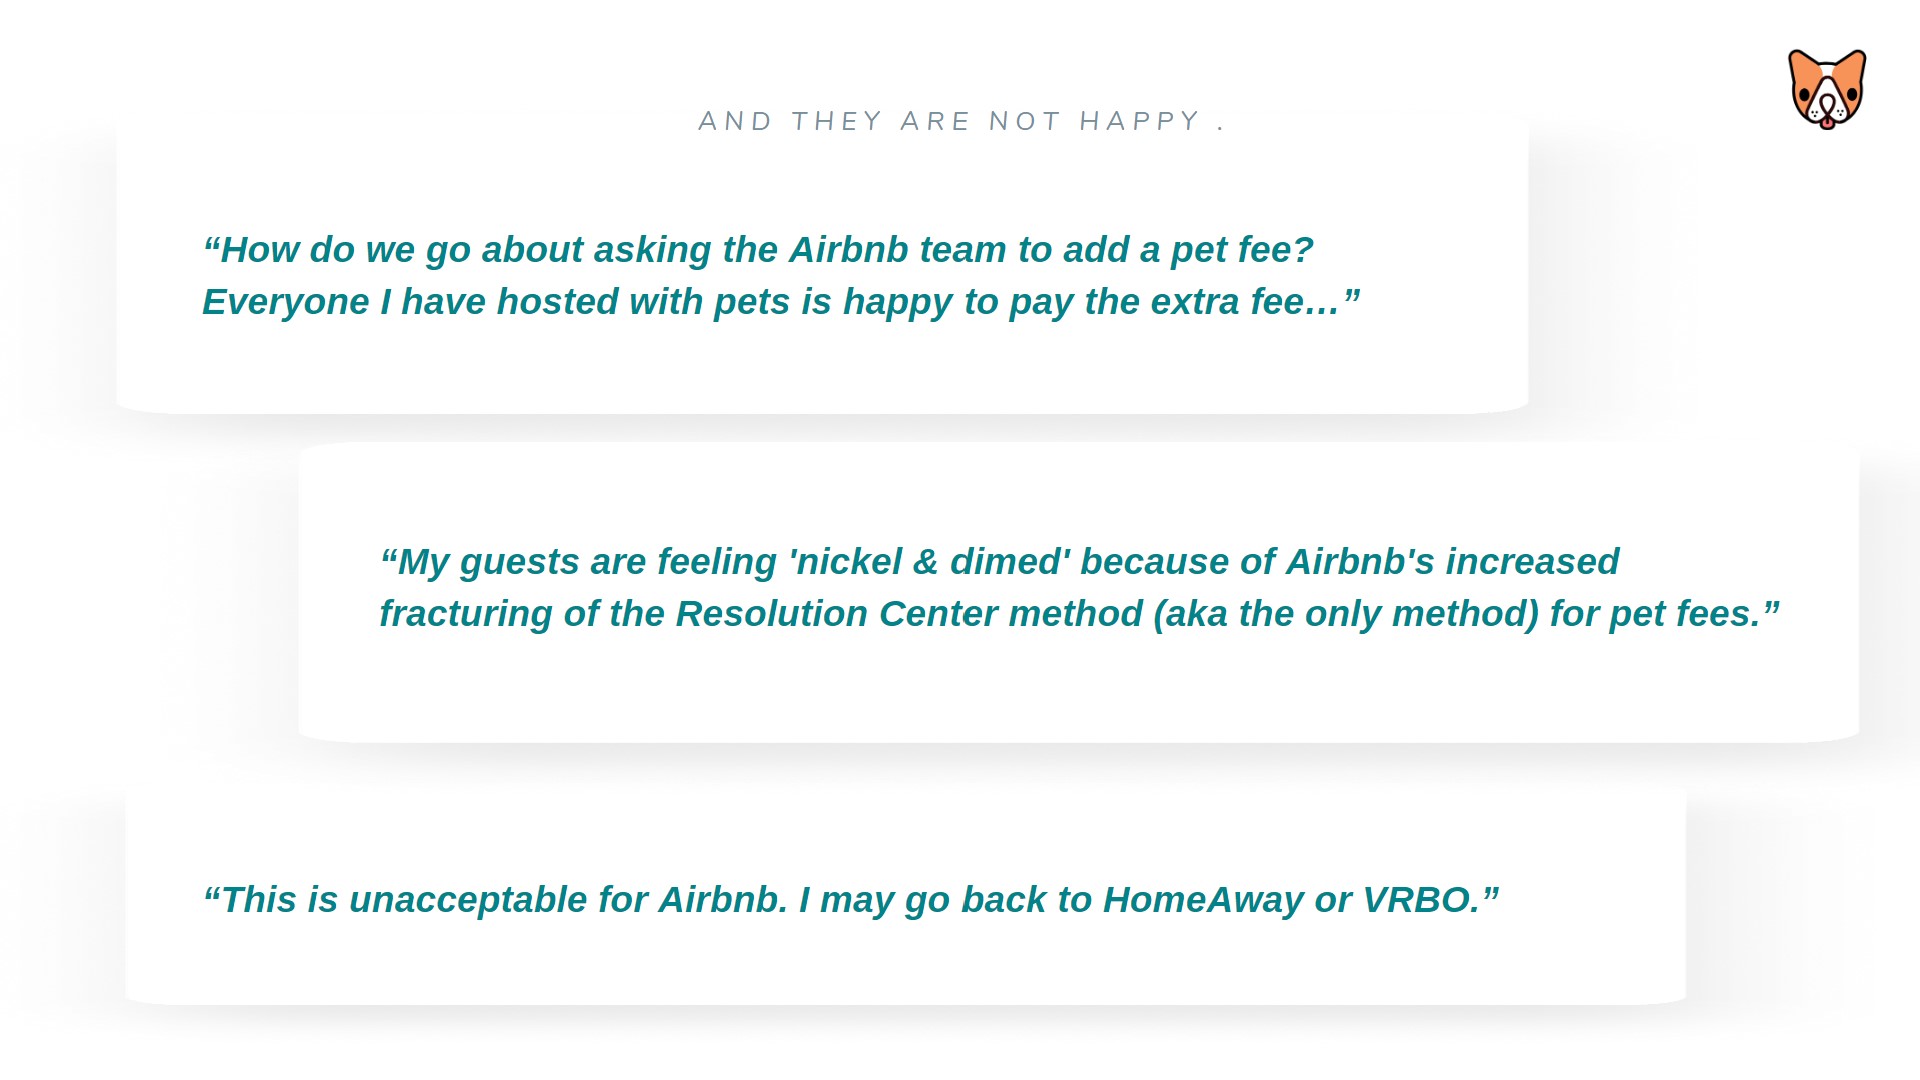 AND THEY ARE NOT HAPPY .
“How do we go about asking the Airbnb team to add a pet fee?
Everyone I have hosted with pets is happy to pay the extra fee…”
“My guests are feeling 'nickel & dimed' because of Airbnb's increased
fracturing of the Resolution Center method (aka the only method) for pet fees.”
“This is unacceptable for Airbnb. I may go back to HomeAway or VRBO.”